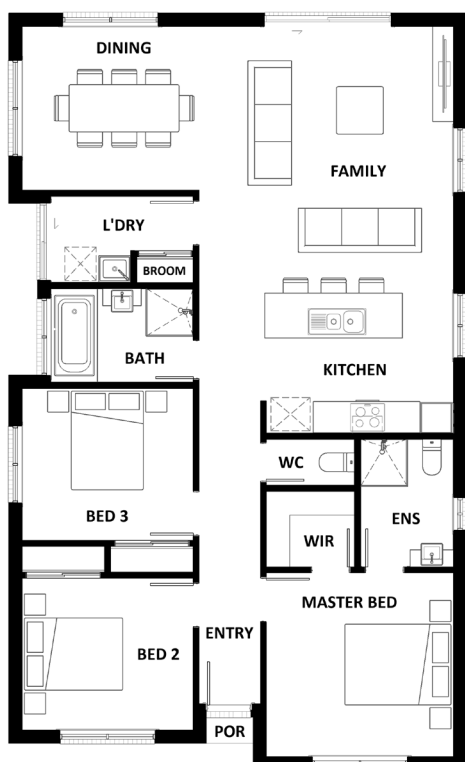 DINING
FAMILY
L'DRY
BROOM
BATH
KITCHEN
WC
BED 3
ENS
WIR
MASTER BED
ENTRY
BED 2
POR